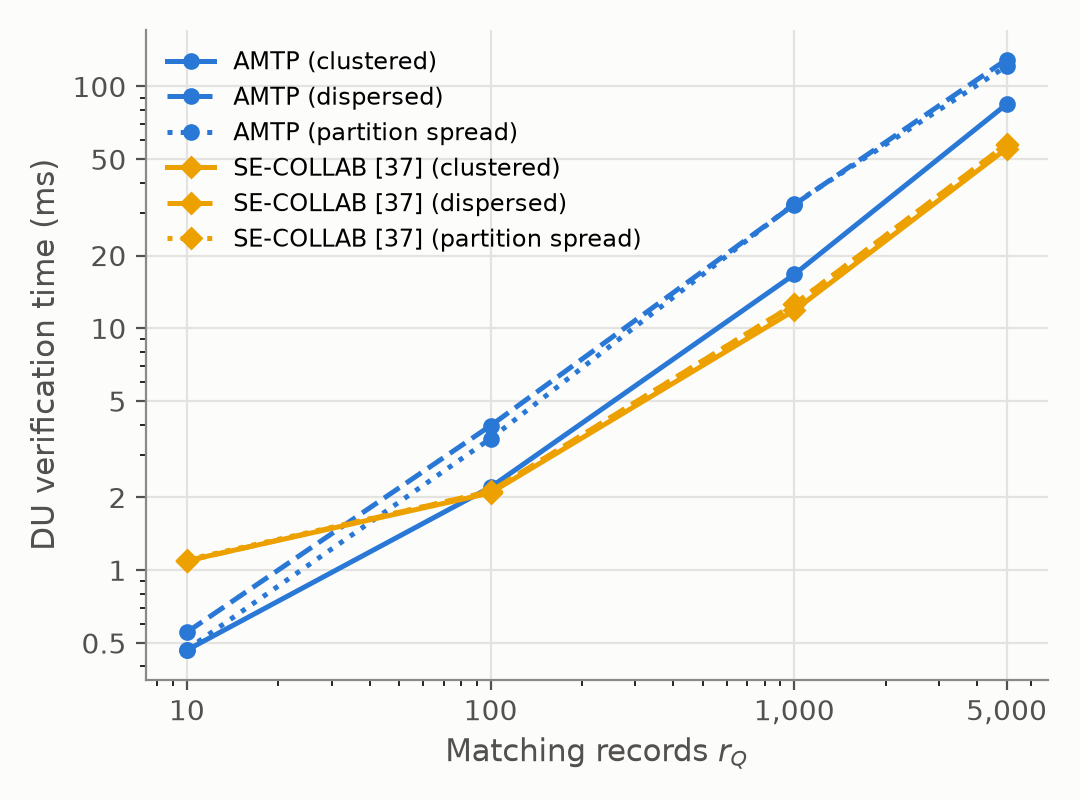 AMTP (clustered)
AMTP (dispersed)
AMTP (partition spread)
SE-COLLAB [37] (clustered)
SE-COLLAB [37] (dispersed)
SE-COLLAB [37] (partition spread)
DU verification time (ms)
100
50
20
10
5
2
1
0.5
10
100
1,000
5,000
Matching records r_Q